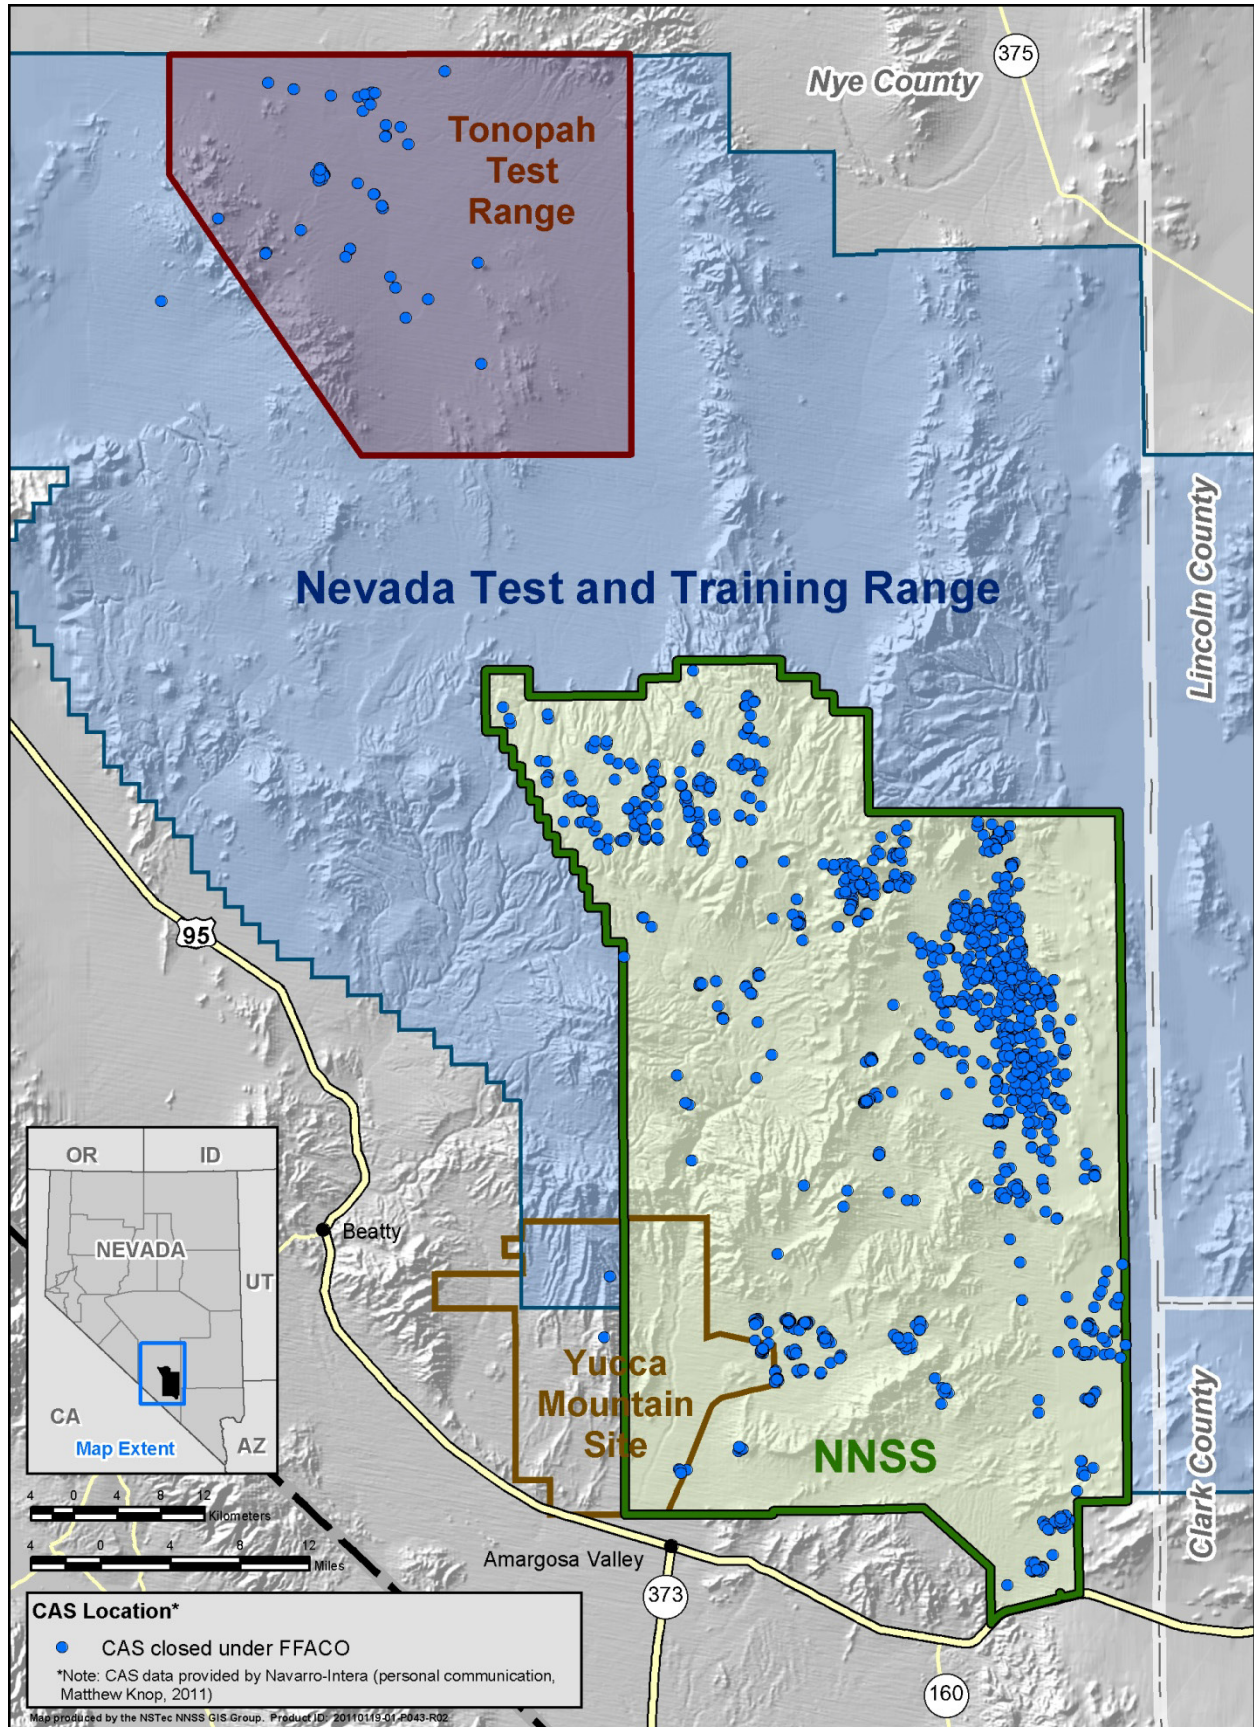 375
Nye County
Tonopah
Test
Range
Lincoln County
Nevada Test and Training Range
95
OR
ID
NEVADA
UT
CA
AZ
Map Extent
Beatty
Yucca
Mountain
Site
NNSS
Clark County
4 0 4 8 12
Kilometers
4 0 4 8 12
Miles
Amargosa Valley
373
160
CAS Location*
CAS closed under FFACO
*Note: CAS data provided by Navarro-Intera (personal communication,
Matthew Knop, 2011)
Map produced by the NSTec NNSS GIS Group. Product ID: 20110119-01-P043-R02